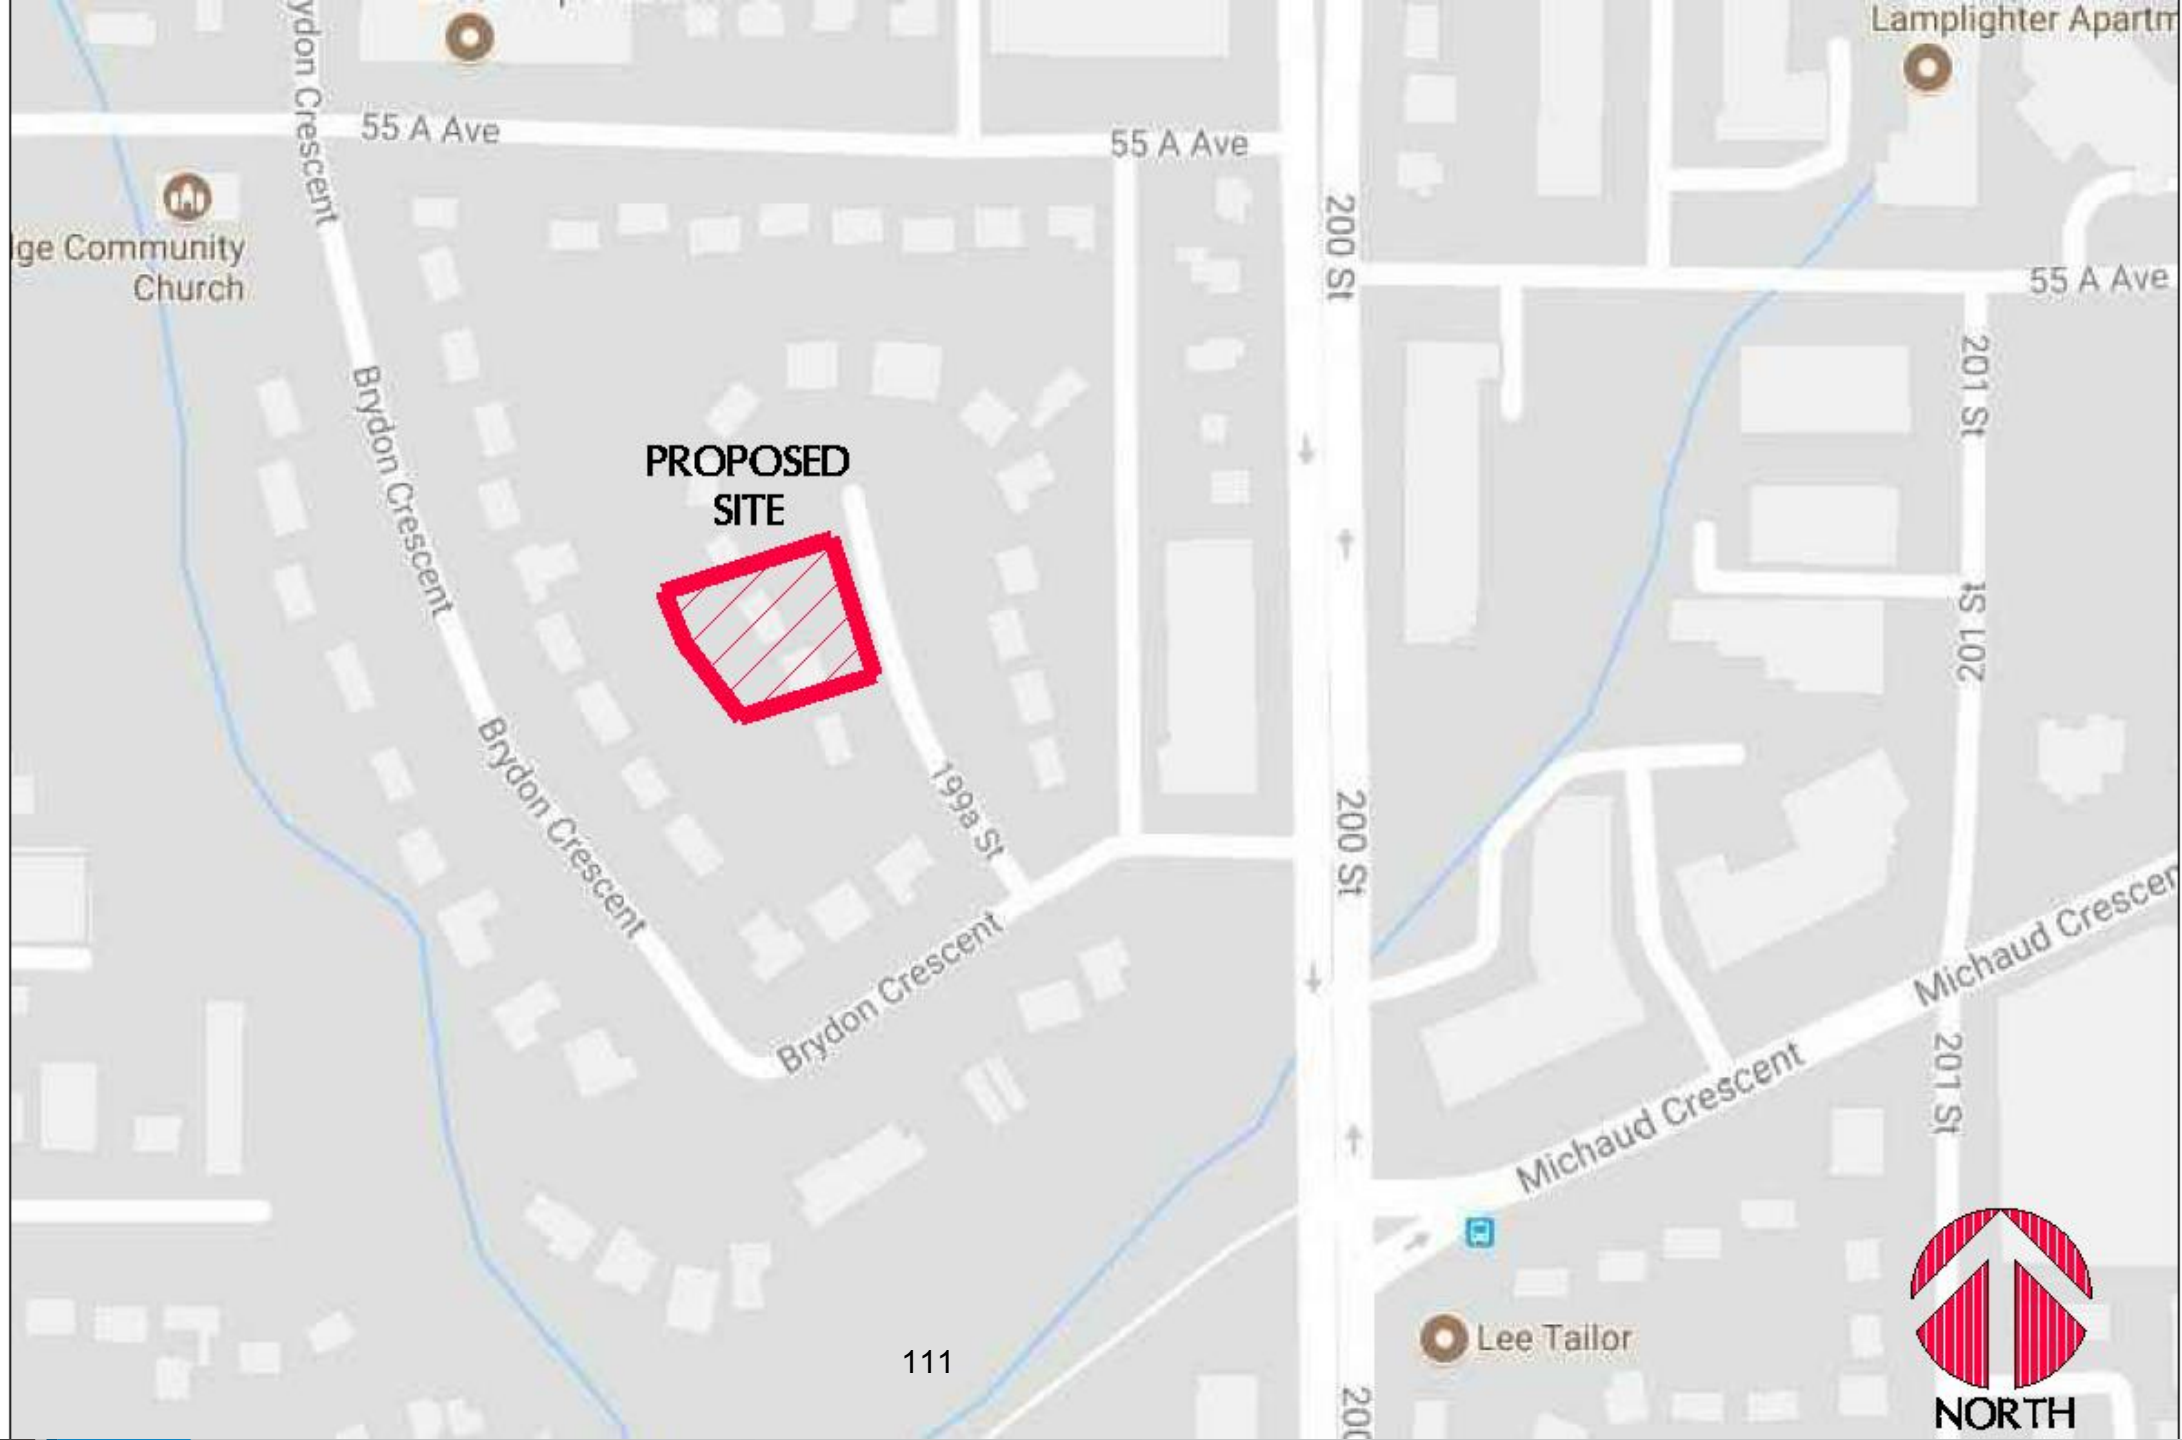 Lamplighter Apartm
ydon Crescent
55 A Ave
55 A Ave
lge Community
Church
200 St
55 A Ave
201 St
Brydon Crescent
PROPOSED
SITE
201 St
Brydon Crescent
199a St
200 St
Michaud Crescen
Brydon Crescent
Michaud Crescent
201 St
Lee Tailor
111
200
NORTH